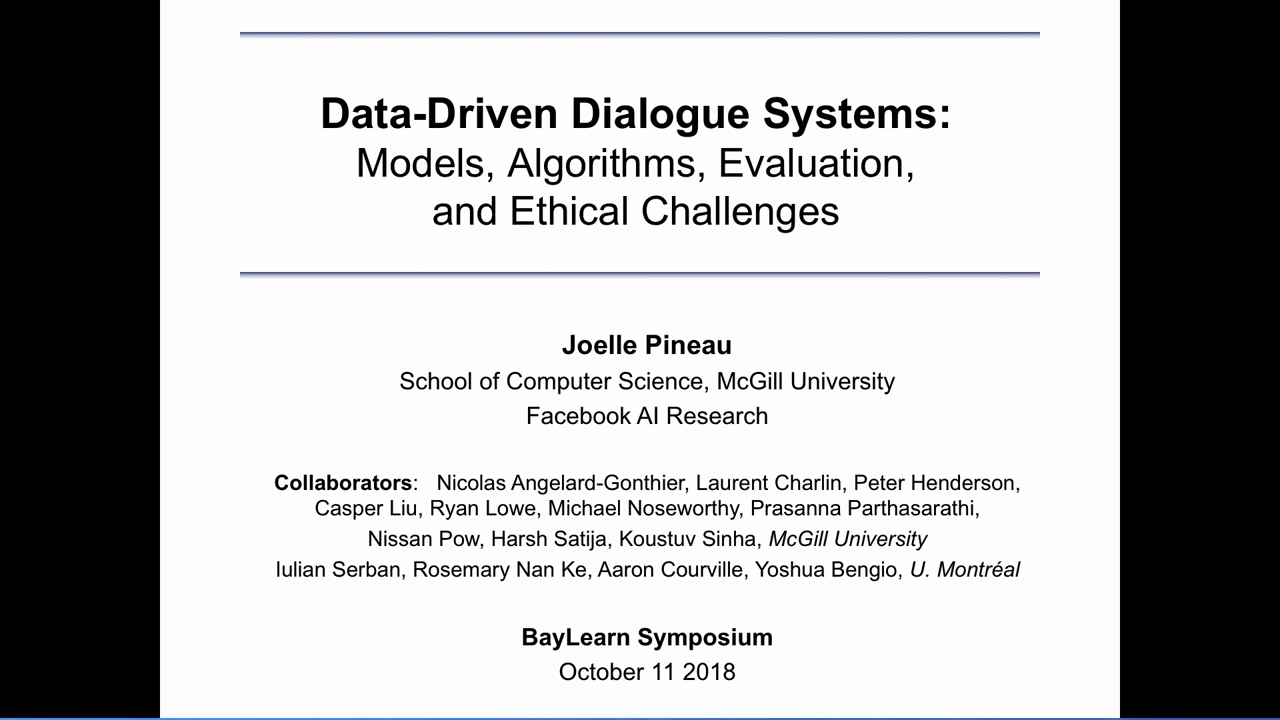 Data-Driven Dialogue Systems:
Models, Algorithms, Evaluation,
and Ethical Challenges
Joelle Pineau
School of Computer Science, McGill University
Facebook AI Research
Collaborators: Nicolas Angelard-Gonthier, Laurent Charlin, Peter Henderson,
Casper Liu, Ryan Lowe, Michael Noseworthy, Prasanna Parthasarathi,
Nissan Pow, Harsh Satija, Koustuv Sinha, McGill University
Iulian Serban, Rosemary Nan Ke, Aaron Courville, Yoshua Bengio, U. Montréal
BayLearn Symposium
October 11 2018